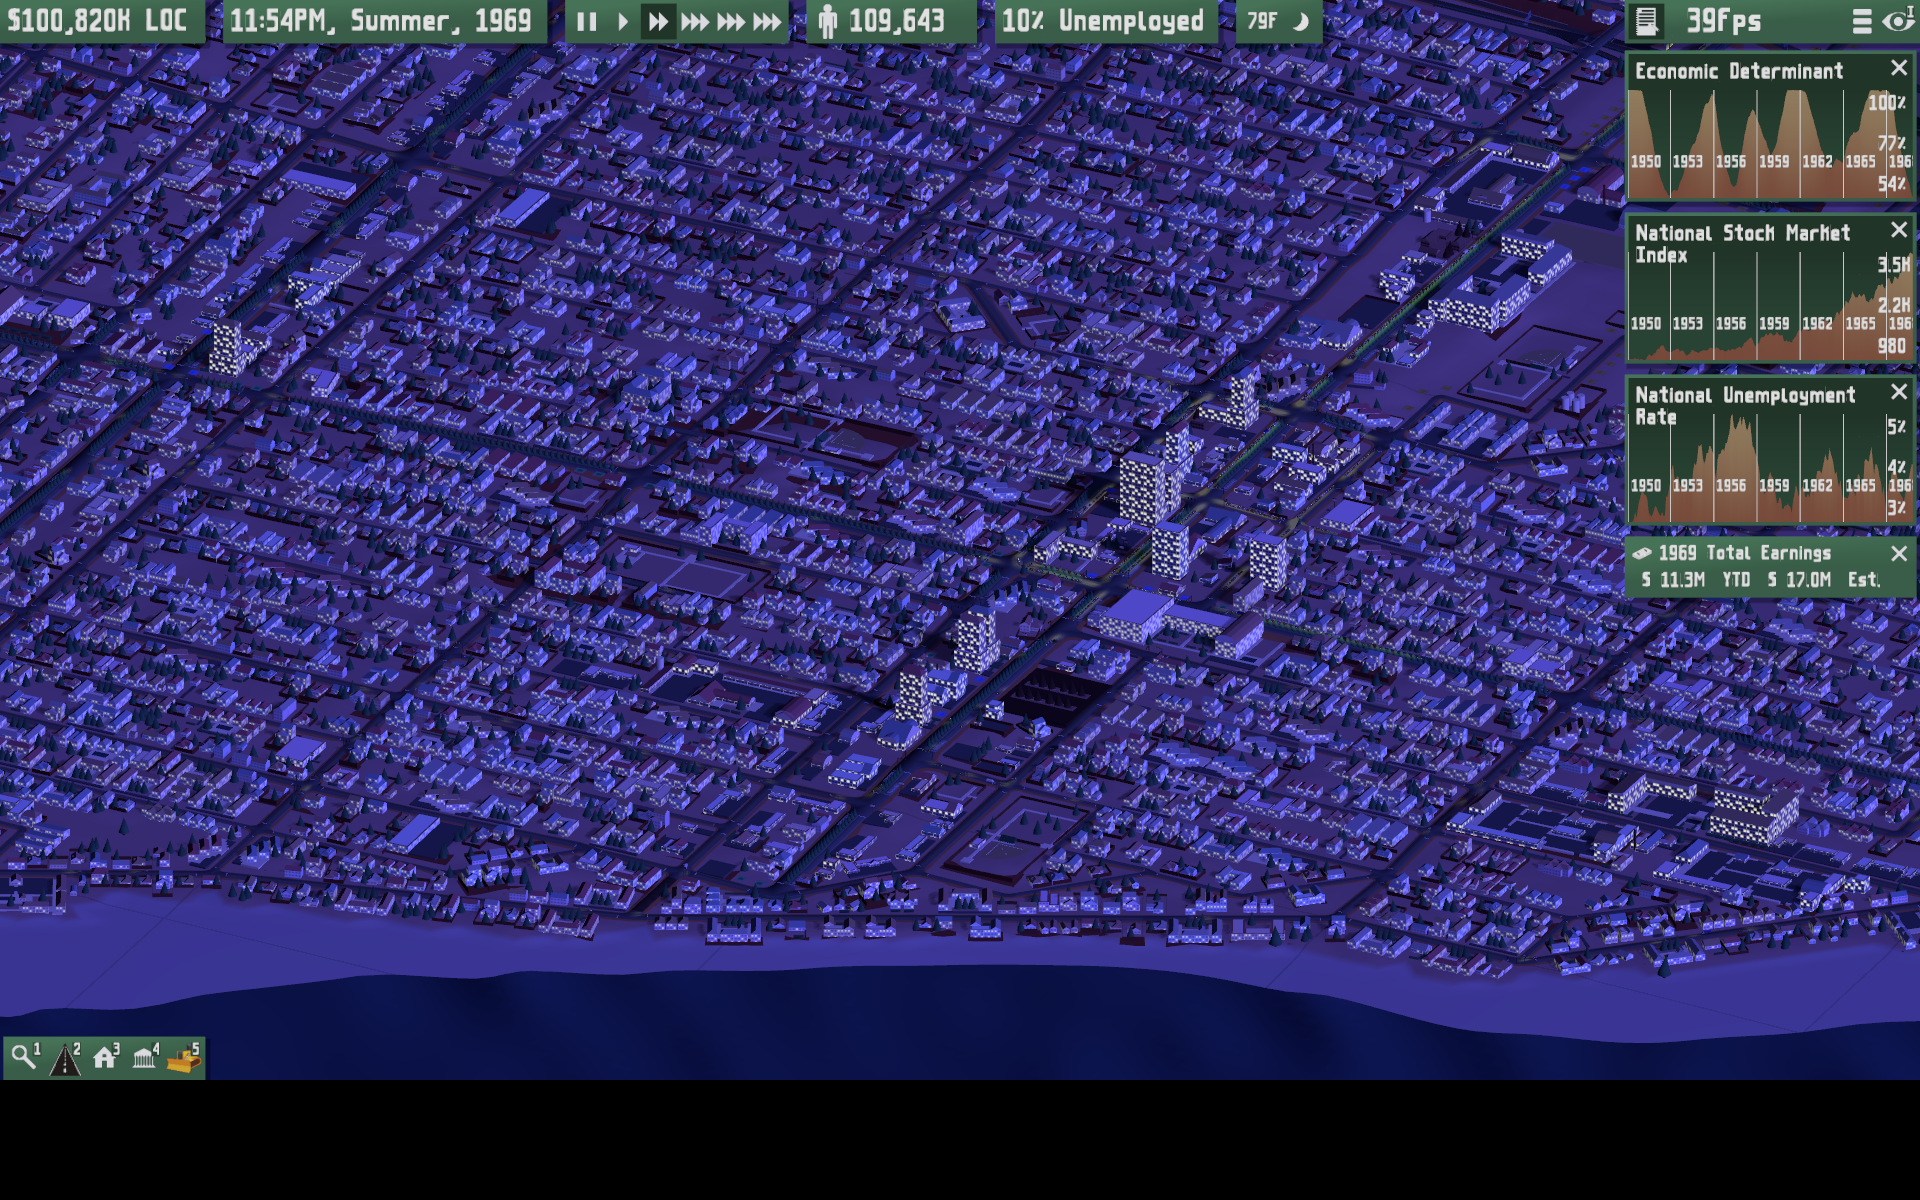 $100,820K LOC
11:54PM, Summer, 1969
109,643
10% Unemployed
79F
39Fps
I
Economic Determinant
100%
77%
1950 1953 1956 1959 1962 1965 196
54%
National Stock Market
Index
3.5K
2.2K
1950 1953 1956 1959 1962 1965 196
980
National Unemployment
Rate
5%
4%
1950 1953 1956 1959 1962 1965 196
3%
1969 Total Earnings
$ 11.3M YTD $ 17.0M Est.
1 2 3 4 5